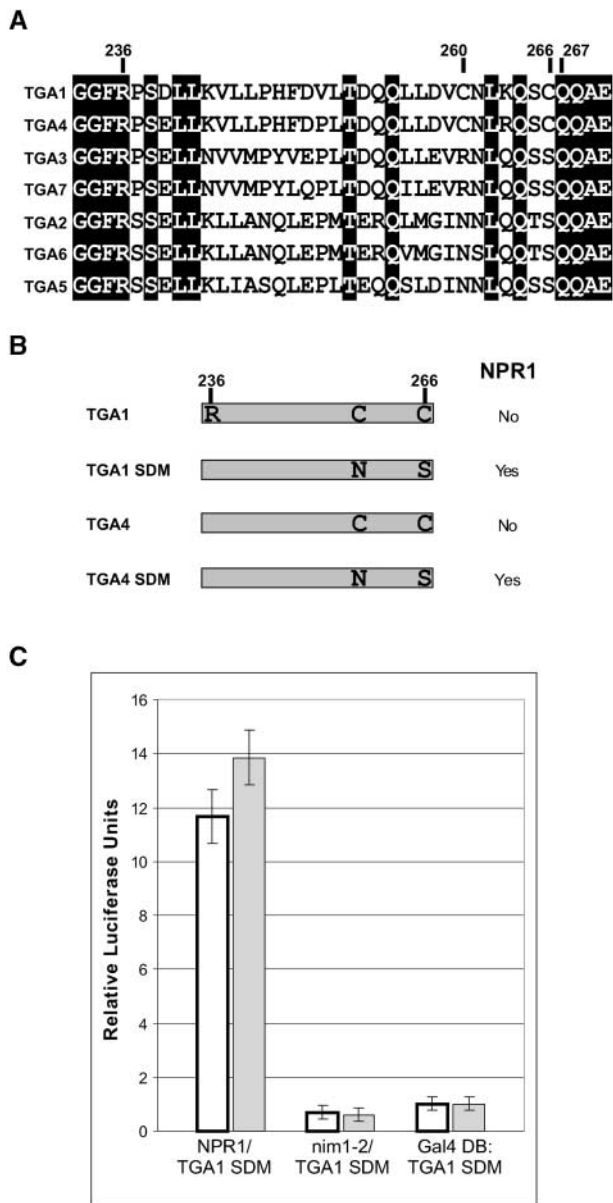 A
236 260 266 267
TGA1 GGFRPSDLLKVLLPHFDVLTDQQLLDVCNLKQSCQQAE
TGA4 GGFRPSELLKVLLPHFDPLTDQQLLDVCNLRQSCQQAE
TGA3 GGFRPSELLNVVMPYVEPLTDQQLLEVRNLQQSSQQAE
TGA7 GGFRPSELLNVVMPYLQPLTDQQILEVRNLQQSSQQAE
TGA2 GGFRSSELLKLLANQLEPMTERQLMGINNLQQTSQQAE
TGA6 GGFRSSELLKLLANQLEPMTERQVMGINSLQQTSQQAE
TGA5 GGFRSSELLKLIASQLEPLTEQQSLDINNLQQSSQQAE
B
236 266 NPR1
TGA1 R C C No
TGA1 SDM N S Yes
TGA4 C C No
TGA4 SDM N S Yes
C
Relative Luciferase Units
16
14
12
10
8
6
4
2
0
NPR1/ nim1-2/ Gal4 DB:
TGA1 SDM TGA1 SDM TGA1 SDM